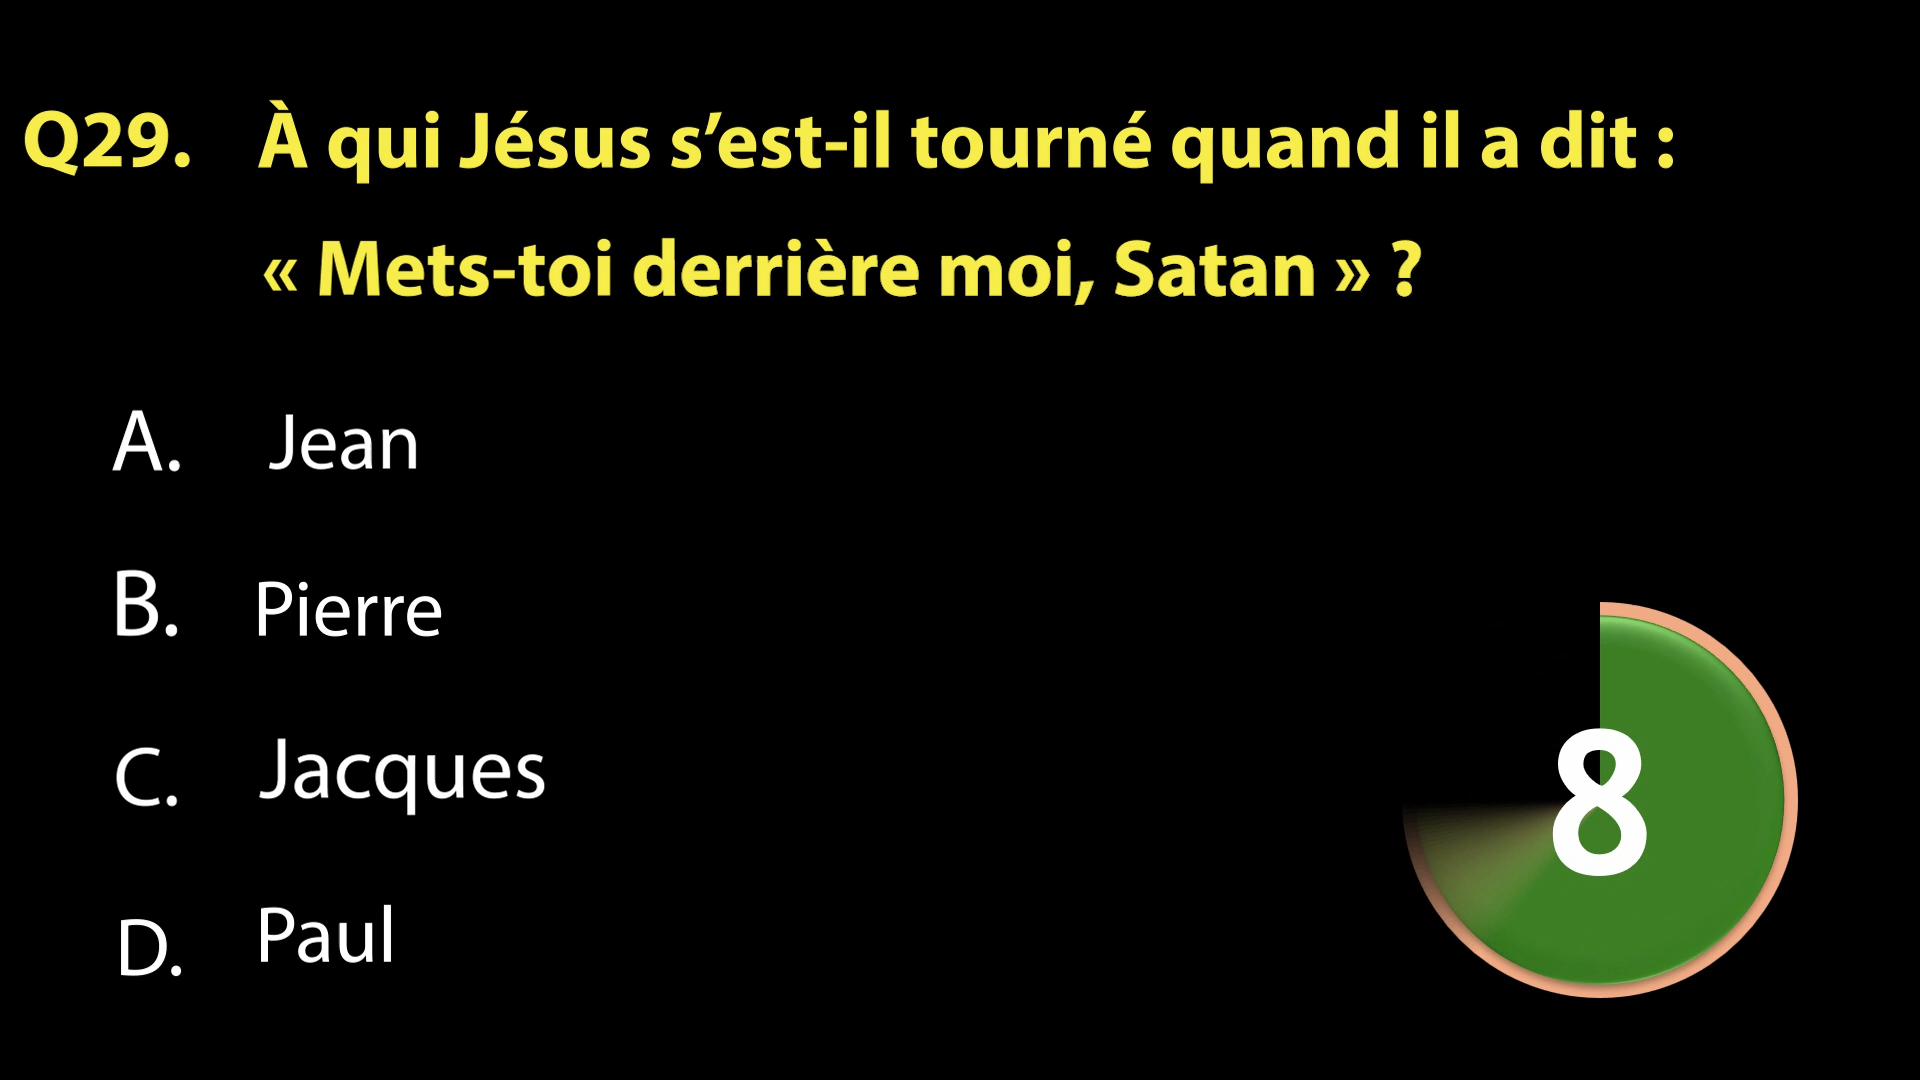 Q29. À qui Jésus s’est-il tourné quand il a dit :
« Mets-toi derrière moi, Satan » ?
A. Jean
B. Pierre
C. Jacques
D. Paul
8